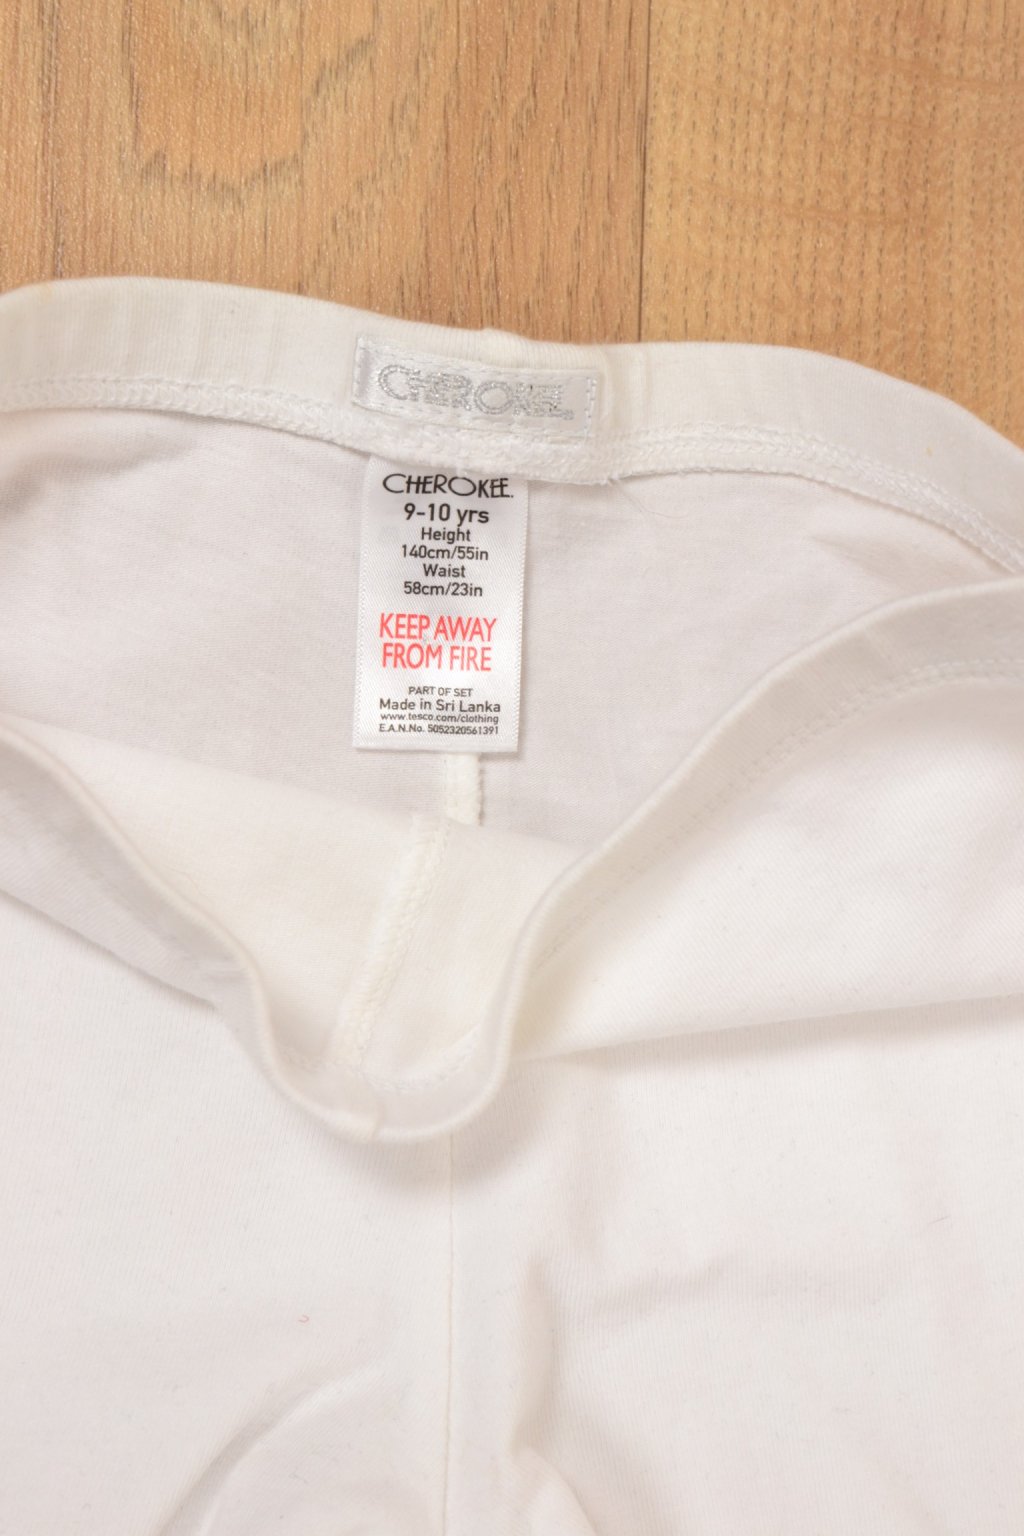 CHEROKEE
CHEROKEE.
9-10 yrs
Height
140cm/55in
Waist
58cm/23in
KEEP AWAY
FROM FIRE
PART OF SET
Made in Sri Lanka
www.tesco.com/clothing
E.A.N.No. 5052320561391